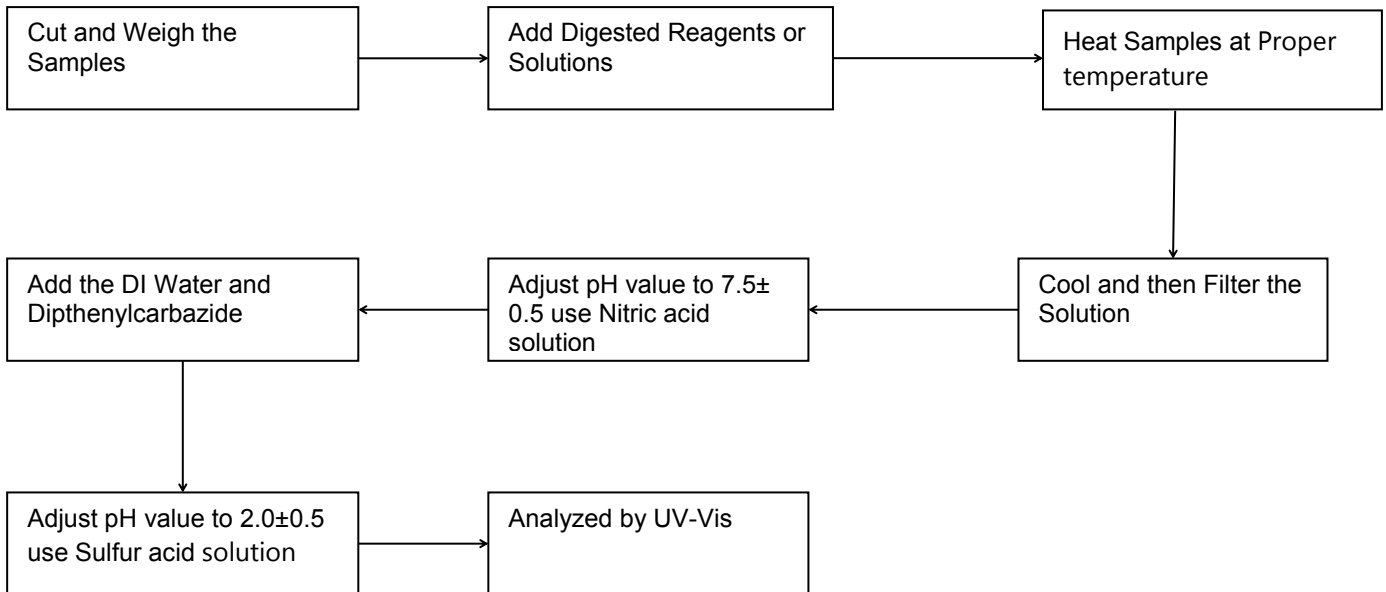 Cut and Weigh the
Samples
Add Digested Reagents or
Solutions
Heat Samples at Proper
temperature
Cool and then Filter the
Solution
Adjust pH value to 7.5±
0.5 use Nitric acid
solution
Add the DI Water and
Dipthenylcarbazide
Adjust pH value to 2.0±0.5
use Sulfur acid solution
Analyzed by UV-Vis